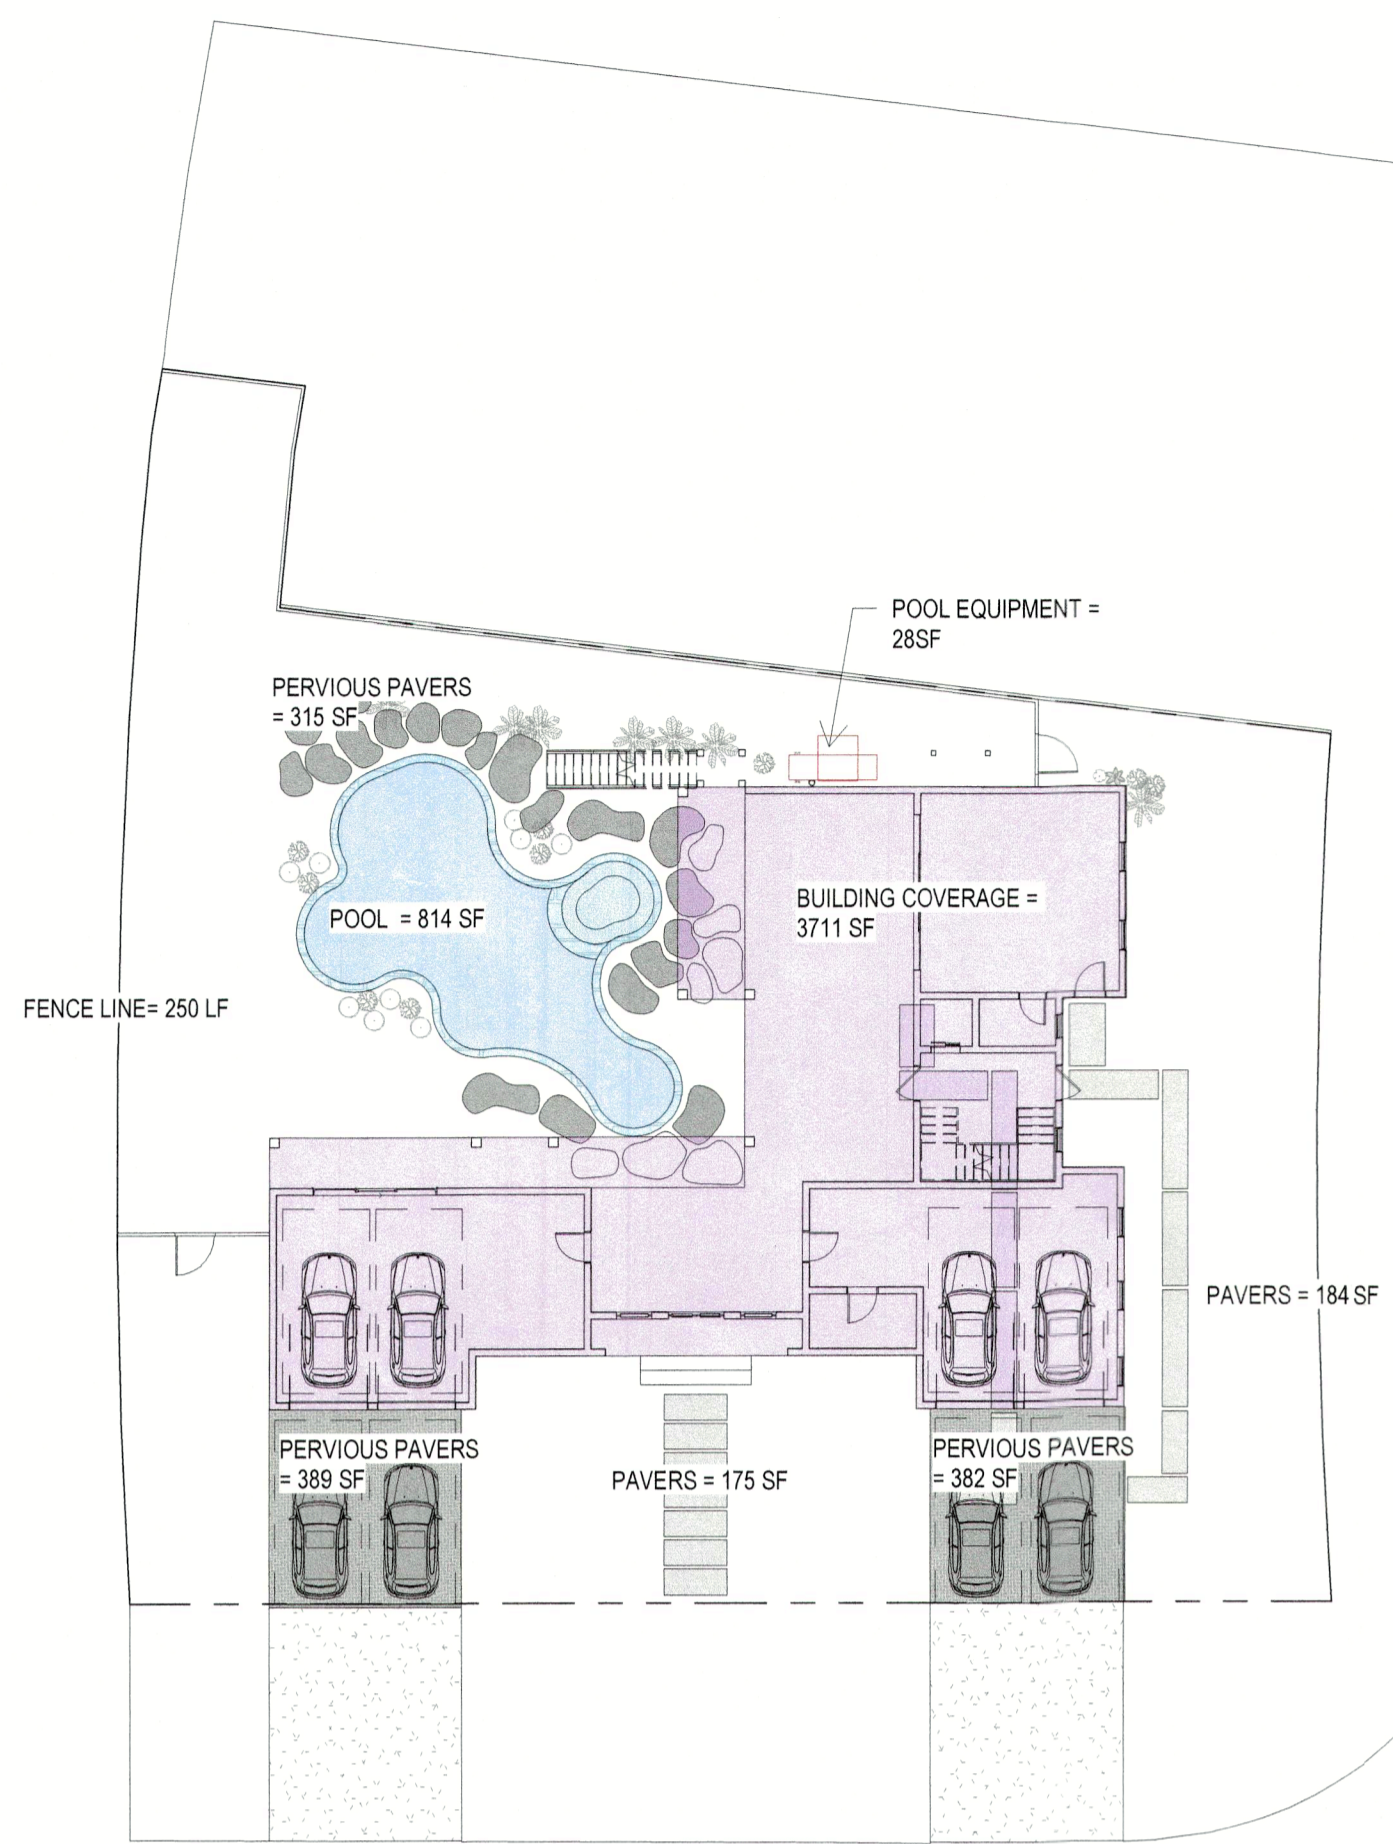 POOL EQUIPMENT =
28SF
PERVIOUS PAVERS
= 315 SF
BUILDING COVERAGE =
3711 SF
POOL = 814 SF
FENCE LINE= 250 LF
PAVERS = 184 SF
PERVIOUS PAVERS
= 389 SF
PAVERS = 175 SF
PERVIOUS PAVERS
= 382 SF